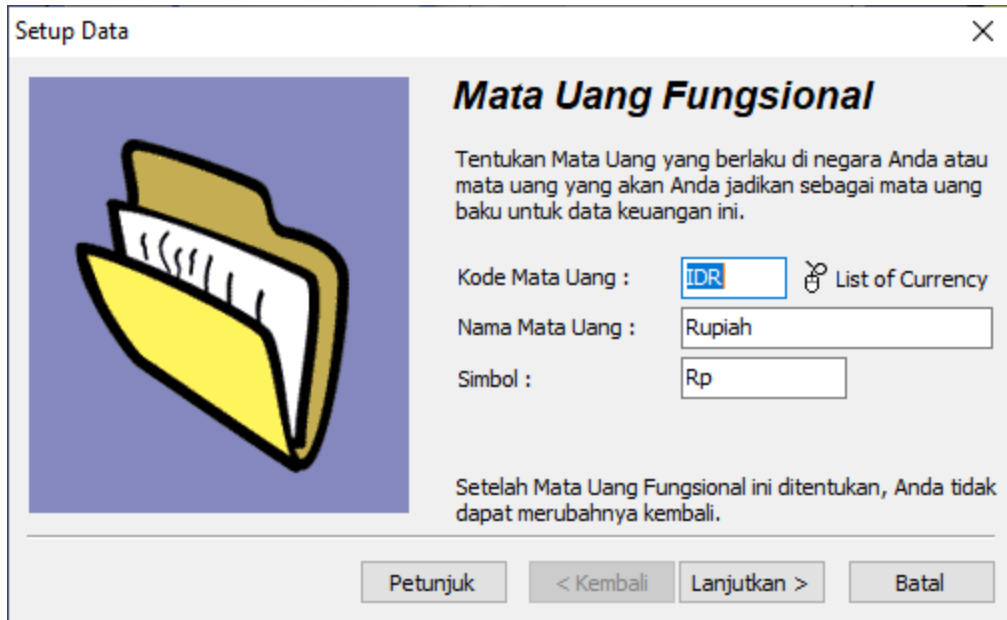 Setup Data
Mata Uang Fungsional
Tentukan Mata Uang yang berlaku di negara Anda atau
mata uang yang akan Anda jadikan sebagai mata uang
baku untuk data keuangan ini.
Kode Mata Uang : IDR List of Currency
Nama Mata Uang : Rupiah
Simbol : Rp
Setelah Mata Uang Fungsional ini ditentukan, Anda tidak
dapat merubahnya kembali.
Petunjuk < Kembali Lanjutkan > Batal